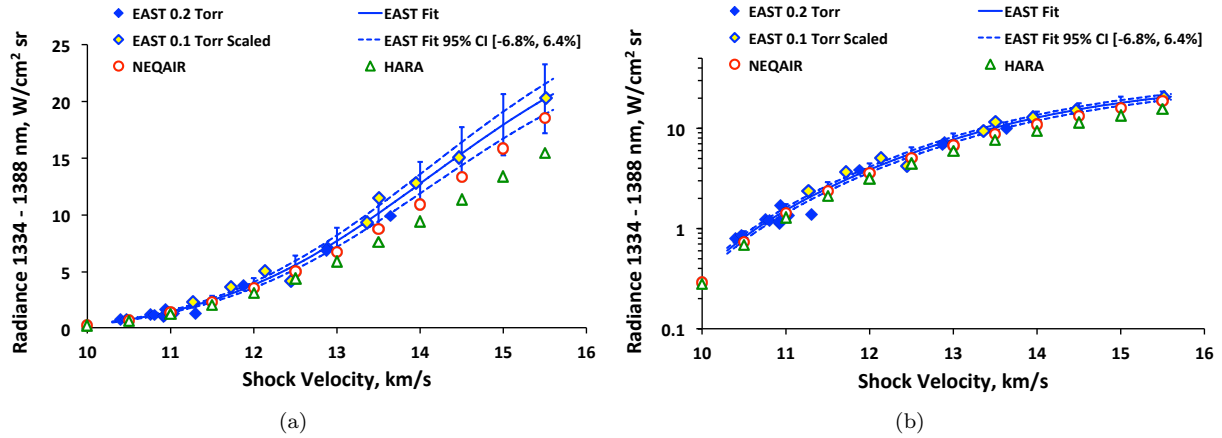 EAST 0.2 Torr
EAST Fit
EAST 0.1 Torr Scaled
EAST Fit 95% CI [-6.8%, 6.4%]
NEQAIR
HARA
Radiance 1334 - 1388 nm, W/cm² sr
25
20
15
10
5
0
10
11
12
13
14
15
16
Shock Velocity, km/s
(a)
EAST 0.2 Torr
EAST Fit
EAST 0.1 Torr Scaled
EAST Fit 95% CI [-6.8%, 6.4%]
NEQAIR
HARA
Radiance 1334 - 1388 nm, W/cm² sr
10
1
0.1
10
11
12
13
14
15
16
Shock Velocity, km/s
(b)